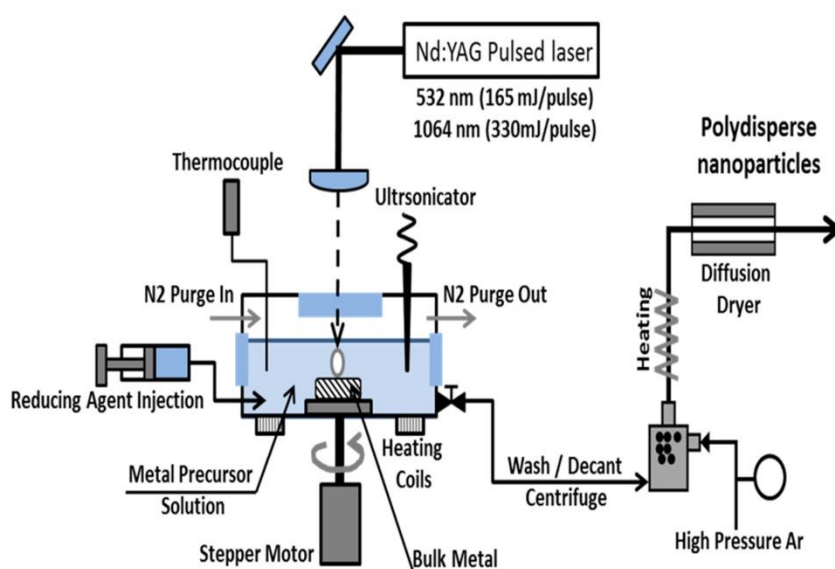 Nd:YAG Pulsed laser
532 nm (165 mJ/pulse)
1064 nm (330mJ/pulse)
Polydisperse
nanoparticles
Thermocouple
Ultrsonicator
Diffusion
Dryer
N2 Purge In
N2 Purge Out
Heating
Reducing Agent Injection
Heating
Coils
Metal Precursor
Solution
Wash / Decant
Centrifuge
Stepper Motor
Bulk Metal
High Pressure Ar